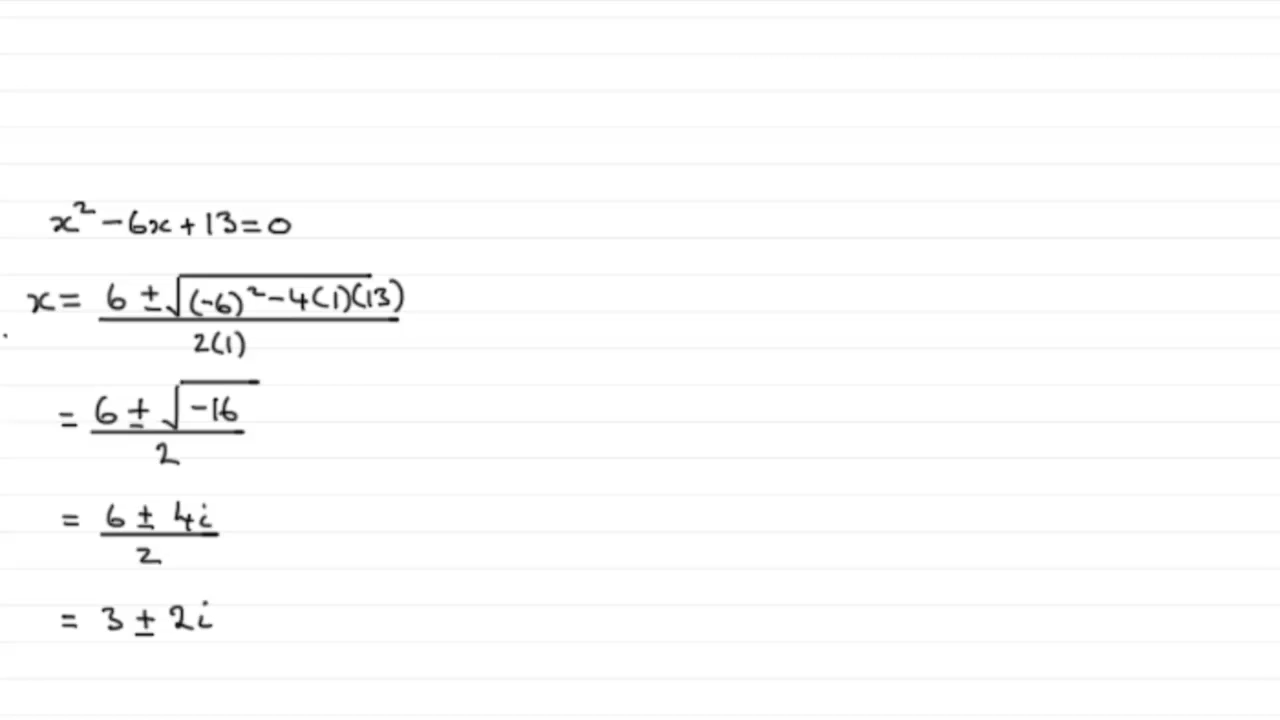 x² - 6x + 13 = 0
x = (6 ± √((-6)² - 4(1)(13))) / 2(1)
= (6 ± √(-16)) / 2
= (6 ± 4i) / 2
= 3 ± 2i